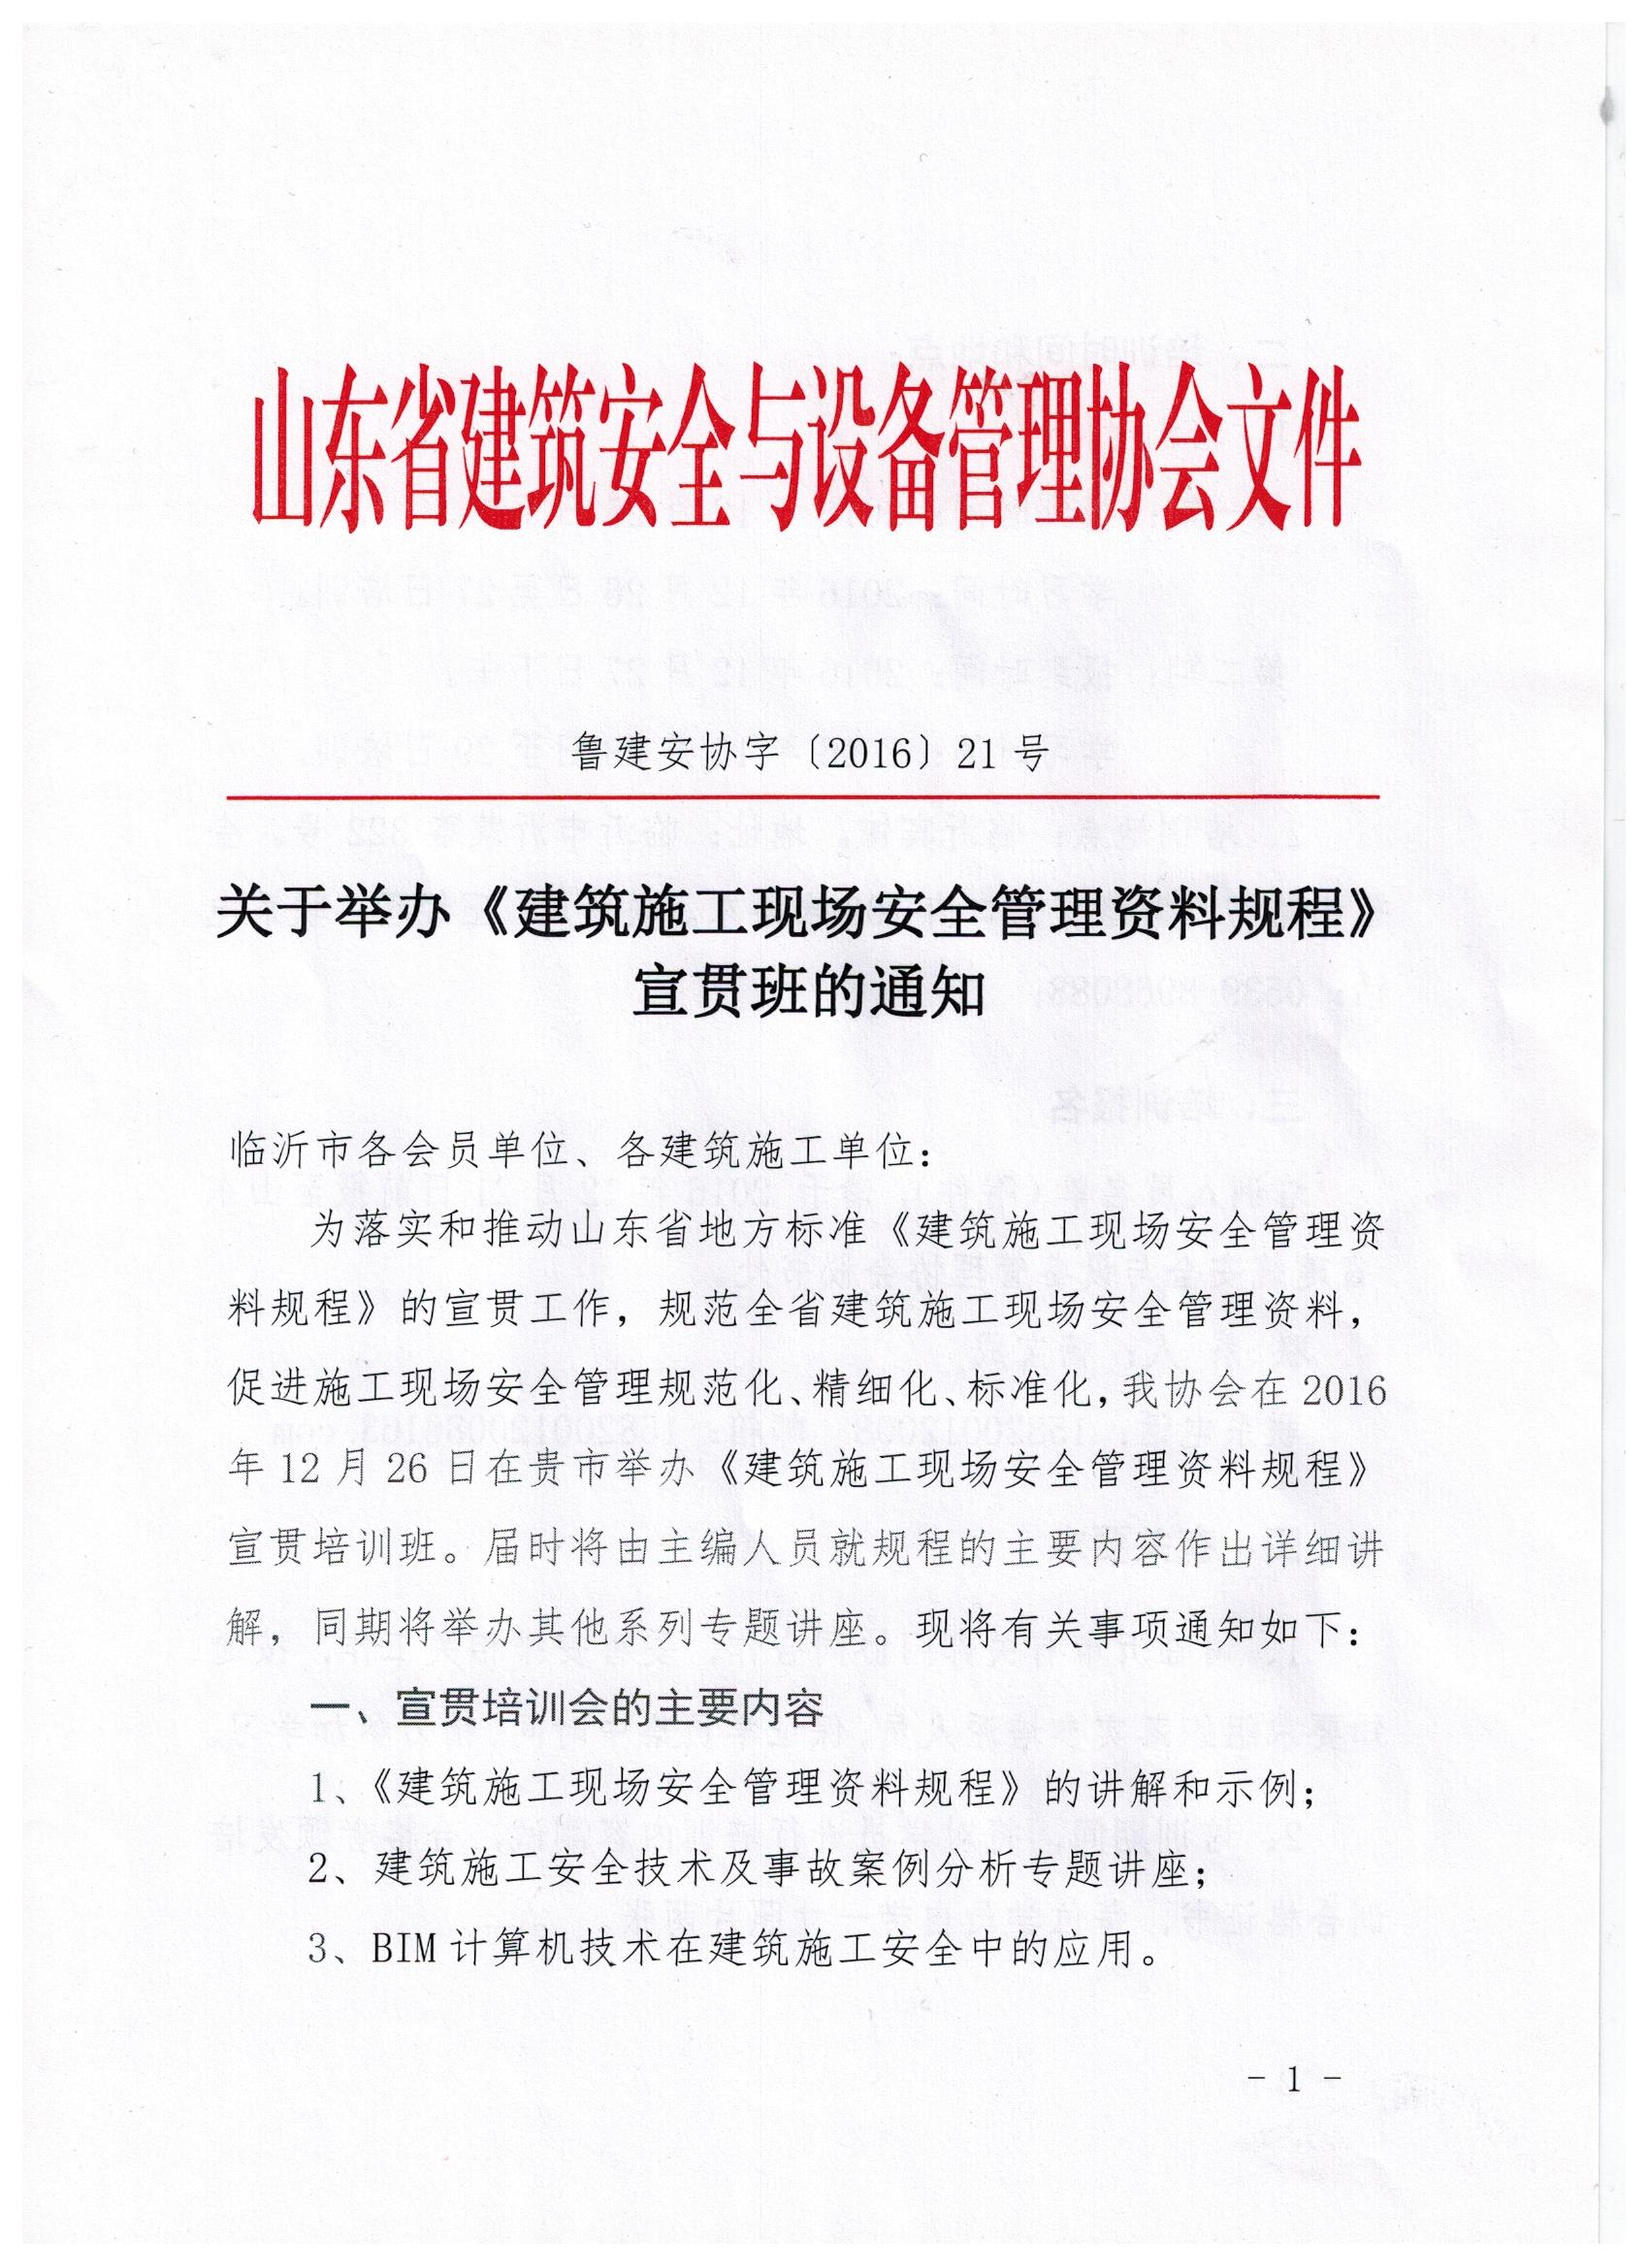 山东省建筑安全与设备管理协会文件
鲁建安协字〔2016〕21号
关于举办《建筑施工现场安全管理资料规程》
宣贯班的通知
临沂市各会员单位、各建筑施工单位：
为落实和推动山东省地方标准《建筑施工现场安全管理资
料规程》的宣贯工作，规范全省建筑施工现场安全管理资料，
促进施工现场安全管理规范化、精细化、标准化，我协会在 2016
年 12 月 26 日在贵市举办《建筑施工现场安全管理资料规程》
宣贯培训班。届时将由主编人员就规程的主要内容作出详细讲
解，同期将举办其他系列专题讲座。现将有关事项通知如下：
一、宣贯培训会的主要内容
1、《建筑施工现场安全管理资料规程》的讲解和示例；
2、建筑施工安全技术及事故案例分析专题讲座；
3、BIM 计算机技术在建筑施工安全中的应用。
- 1 -